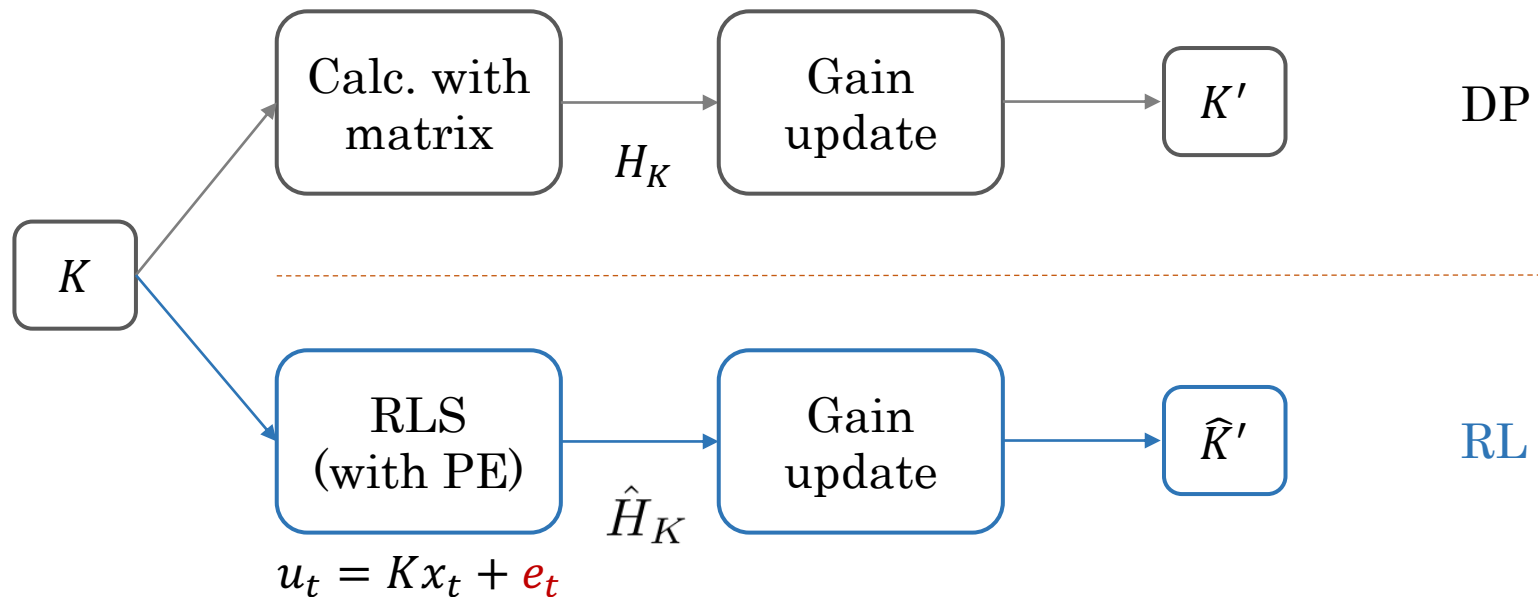 Calc. with
matrix
H_K
Gain
update
K′
DP
K
RLS
(with PE)
Ĥ_K
Gain
update
K̂′
RL
u_t = Kx_t + e_t